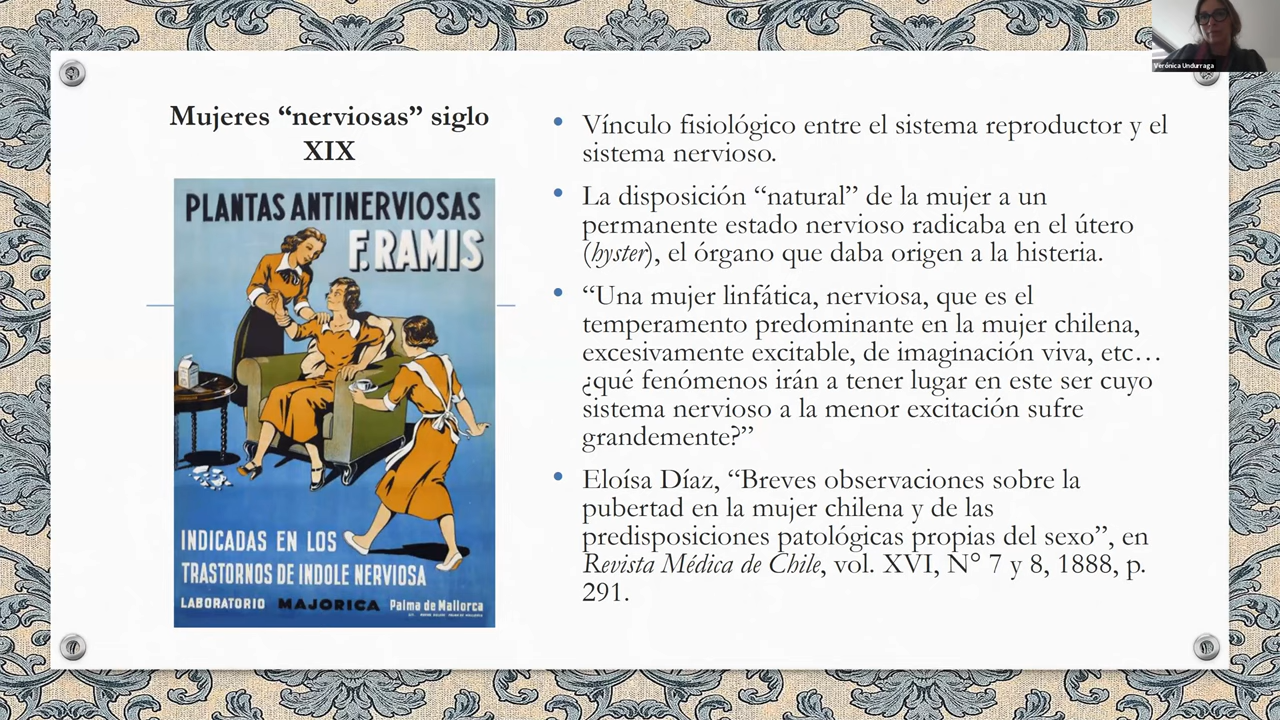 Verónica Undurraga
Mujeres “nerviosas” siglo
XIX
PLANTAS ANTINERVIOSAS
F. RAMIS
INDICADAS EN LOS
TRASTORNOS DE INDOLE NERVIOSA
LABORATORIO MAJORICA Palma de Mallorca
• Vínculo fisiológico entre el sistema reproductor y el
sistema nervioso.
• La disposición “natural” de la mujer a un
permanente estado nervioso radicaba en el útero
(hyster), el órgano que daba origen a la histeria.
• “Una mujer linfática, nerviosa, que es el
temperamento predominante en la mujer chilena,
excesivamente excitable, de imaginación viva, etc…
¿qué fenómenos irán a tener lugar en este ser cuyo
sistema nervioso a la menor excitación sufre
grandemente?”
• Eloísa Díaz, “Breves observaciones sobre la
pubertad en la mujer chilena y de las
predisposiciones patológicas propias del sexo”, en
Revista Médica de Chile, vol. XVI, N° 7 y 8, 1888, p.
291.